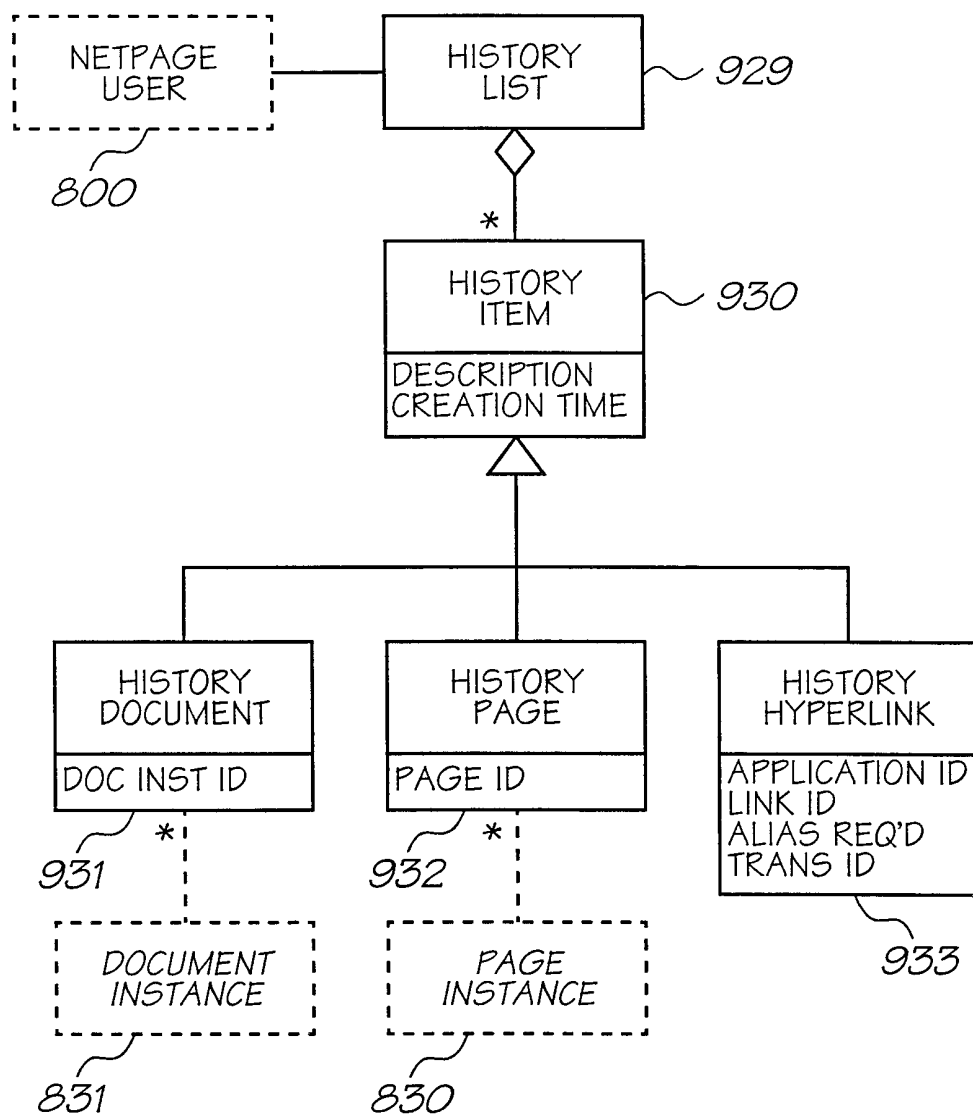 NETPAGE
USER
800
HISTORY
LIST
929
*
HISTORY
ITEM
930
DESCRIPTION
CREATION TIME
HISTORY
DOCUMENT
DOC INST ID
931
*
HISTORY
PAGE
PAGE ID
932
*
HISTORY
HYPERLINK
APPLICATION ID
LINK ID
ALIAS REQ'D
TRANS ID
933
DOCUMENT
INSTANCE
831
PAGE
INSTANCE
830